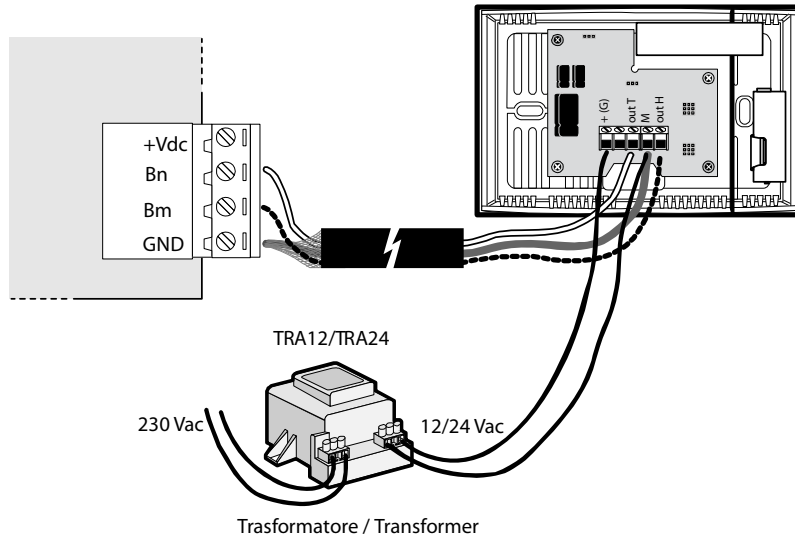 +Vdc
Bn
Bm
GND
+ (G)
out T
M
out H
TRA12/TRA24
230 Vac
12/24 Vac
Trasformatore / Transformer